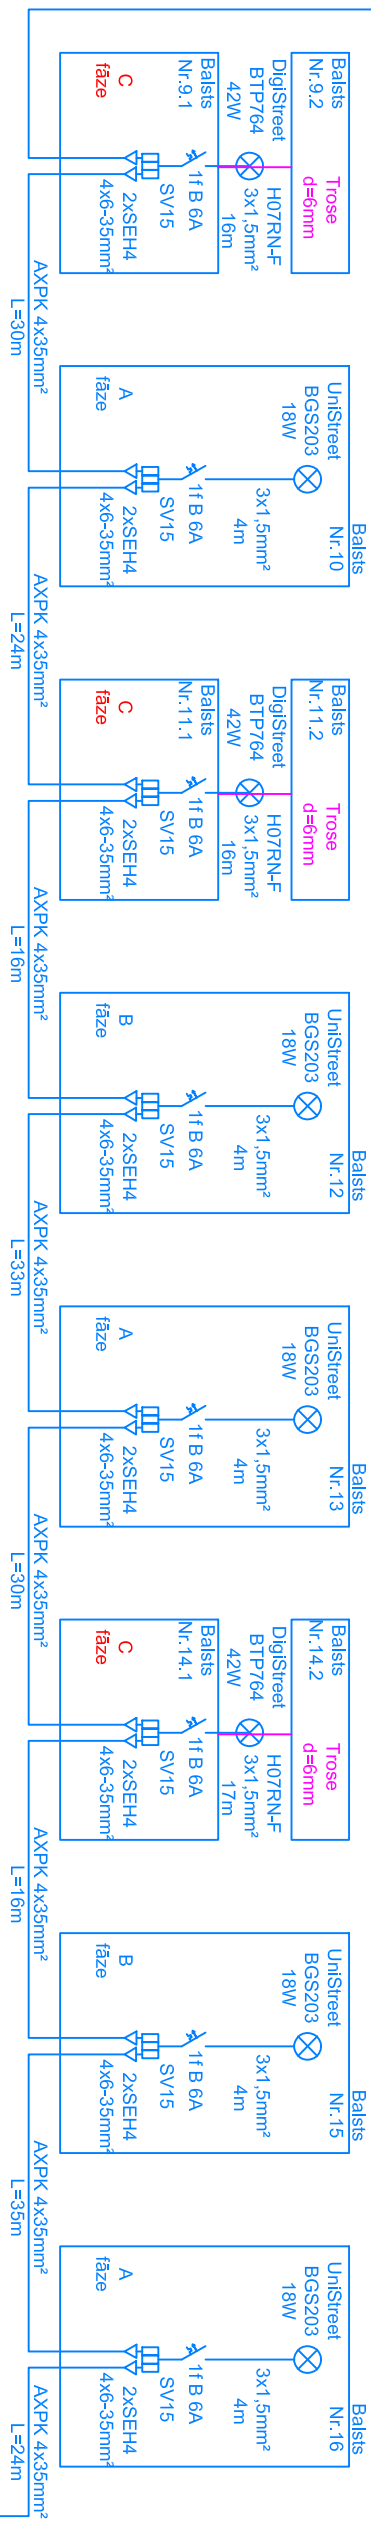 Balsts
Nr.9.2
Trose
d=6mm
DigiStreet
BTP764
42W
H07RN-F
3x1,5mm²
16m
Balsts
Nr.9.1
1f B 6A
SV15
C
fāze
2xSEH4
4x6-35mm²
AXPK 4x35mm²
L=30m
Balsts
Nr.10
UniStreet
BGS203
18W
3x1,5mm²
4m
1f B 6A
SV15
A
fāze
2xSEH4
4x6-35mm²
AXPK 4x35mm²
L=24m
Balsts
Nr.11.2
Trose
d=6mm
DigiStreet
BTP764
42W
H07RN-F
3x1,5mm²
16m
Balsts
Nr.11.1
1f B 6A
SV15
C
fāze
2xSEH4
4x6-35mm²
AXPK 4x35mm²
L=16m
Balsts
Nr.12
UniStreet
BGS203
18W
3x1,5mm²
4m
1f B 6A
SV15
B
fāze
2xSEH4
4x6-35mm²
AXPK 4x35mm²
L=33m
Balsts
Nr.13
UniStreet
BGS203
18W
3x1,5mm²
4m
1f B 6A
SV15
A
fāze
2xSEH4
4x6-35mm²
AXPK 4x35mm²
L=30m
Balsts
Nr.14.2
Trose
d=6mm
DigiStreet
BTP764
42W
H07RN-F
3x1,5mm²
17m
Balsts
Nr.14.1
1f B 6A
SV15
C
fāze
2xSEH4
4x6-35mm²
AXPK 4x35mm²
L=16m
Balsts
Nr.15
UniStreet
BGS203
18W
3x1,5mm²
4m
1f B 6A
SV15
B
fāze
2xSEH4
4x6-35mm²
AXPK 4x35mm²
L=35m
Balsts
Nr.16
UniStreet
BGS203
18W
3x1,5mm²
4m
1f B 6A
SV15
A
fāze
2xSEH4
4x6-35mm²
AXPK 4x35mm²
L=24m